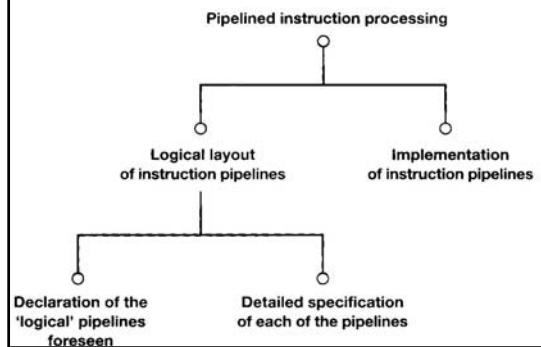 Pipelined instruction processing
Logical layout
of instruction pipelines
Implementation
of instruction pipelines
Declaration of the
‘logical’ pipelines
foreseen
Detailed specification
of each of the pipelines